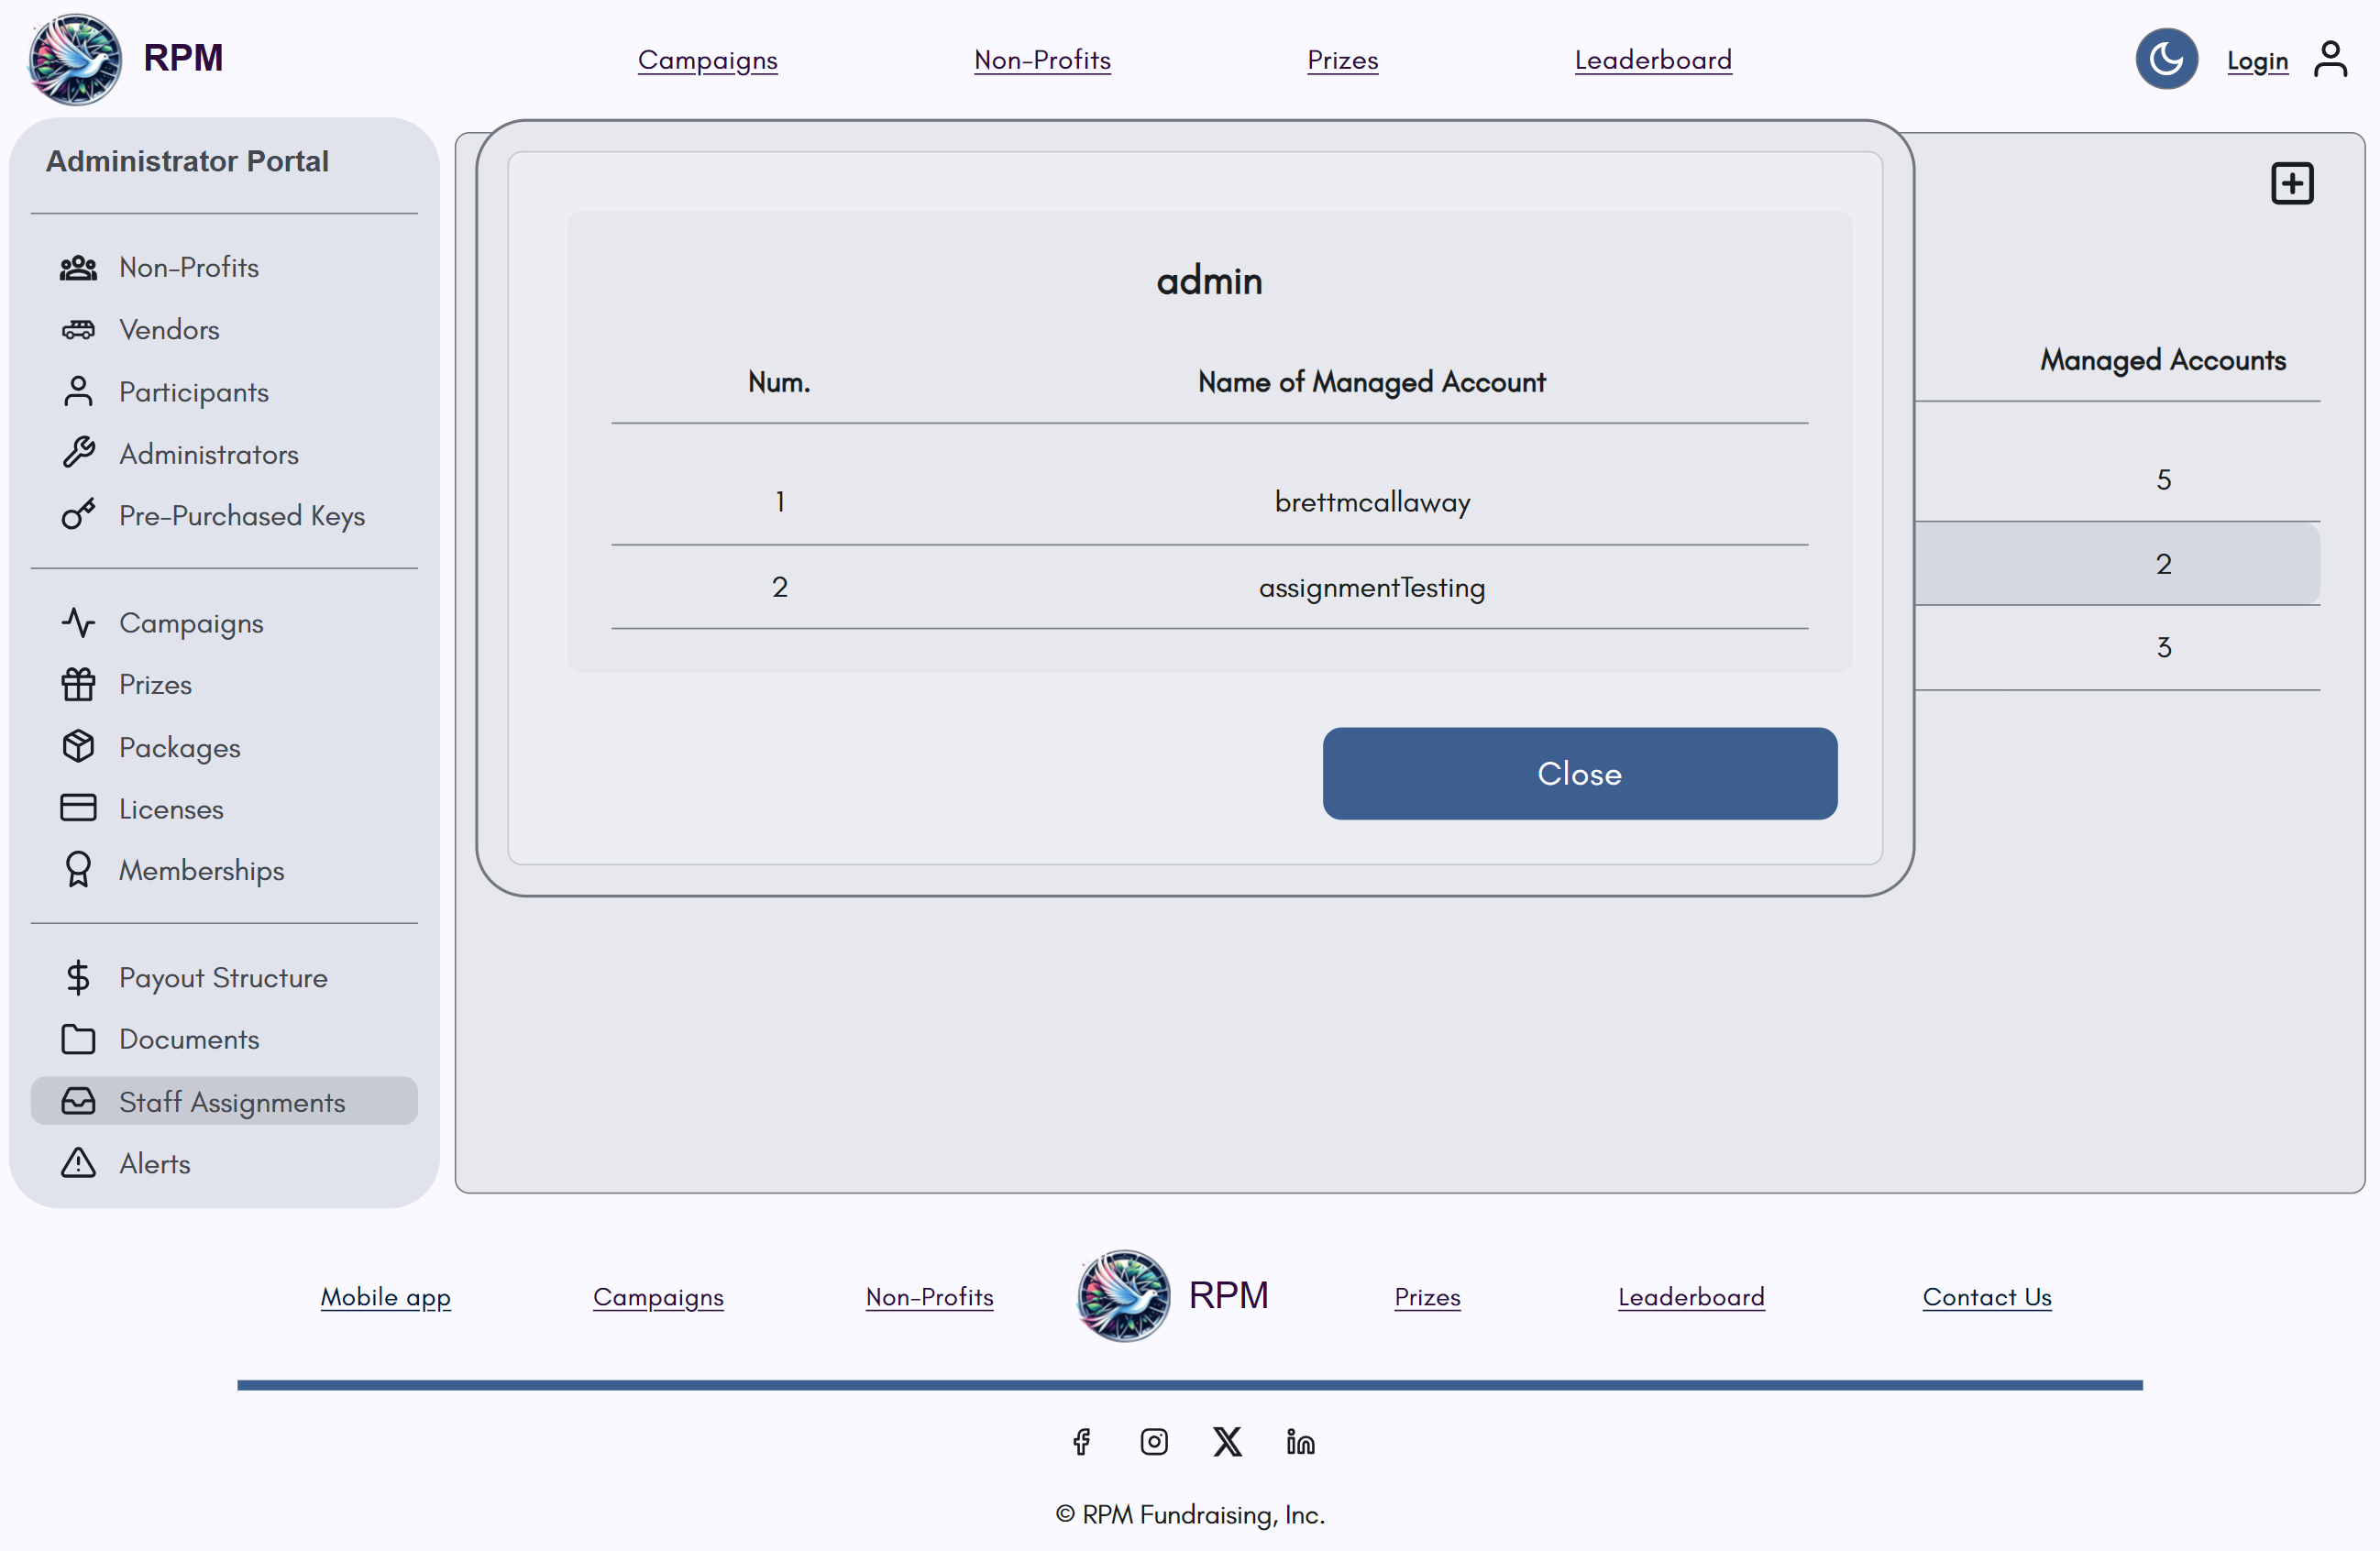 RPM
Campaigns
Non-Profits
Prizes
Leaderboard
Login
Administrator Portal
Non-Profits
Vendors
Participants
Administrators
Pre-Purchased Keys
Campaigns
Prizes
Packages
Licenses
Memberships
Payout Structure
Documents
Staff Assignments
Alerts
admin
Num. Name of Managed Account
1 brettmcallaway
2 assignmentTesting
Close
Managed Accounts
5
2
3
Mobile app
Campaigns
Non-Profits
RPM
Prizes
Leaderboard
Contact Us
© RPM Fundraising, Inc.